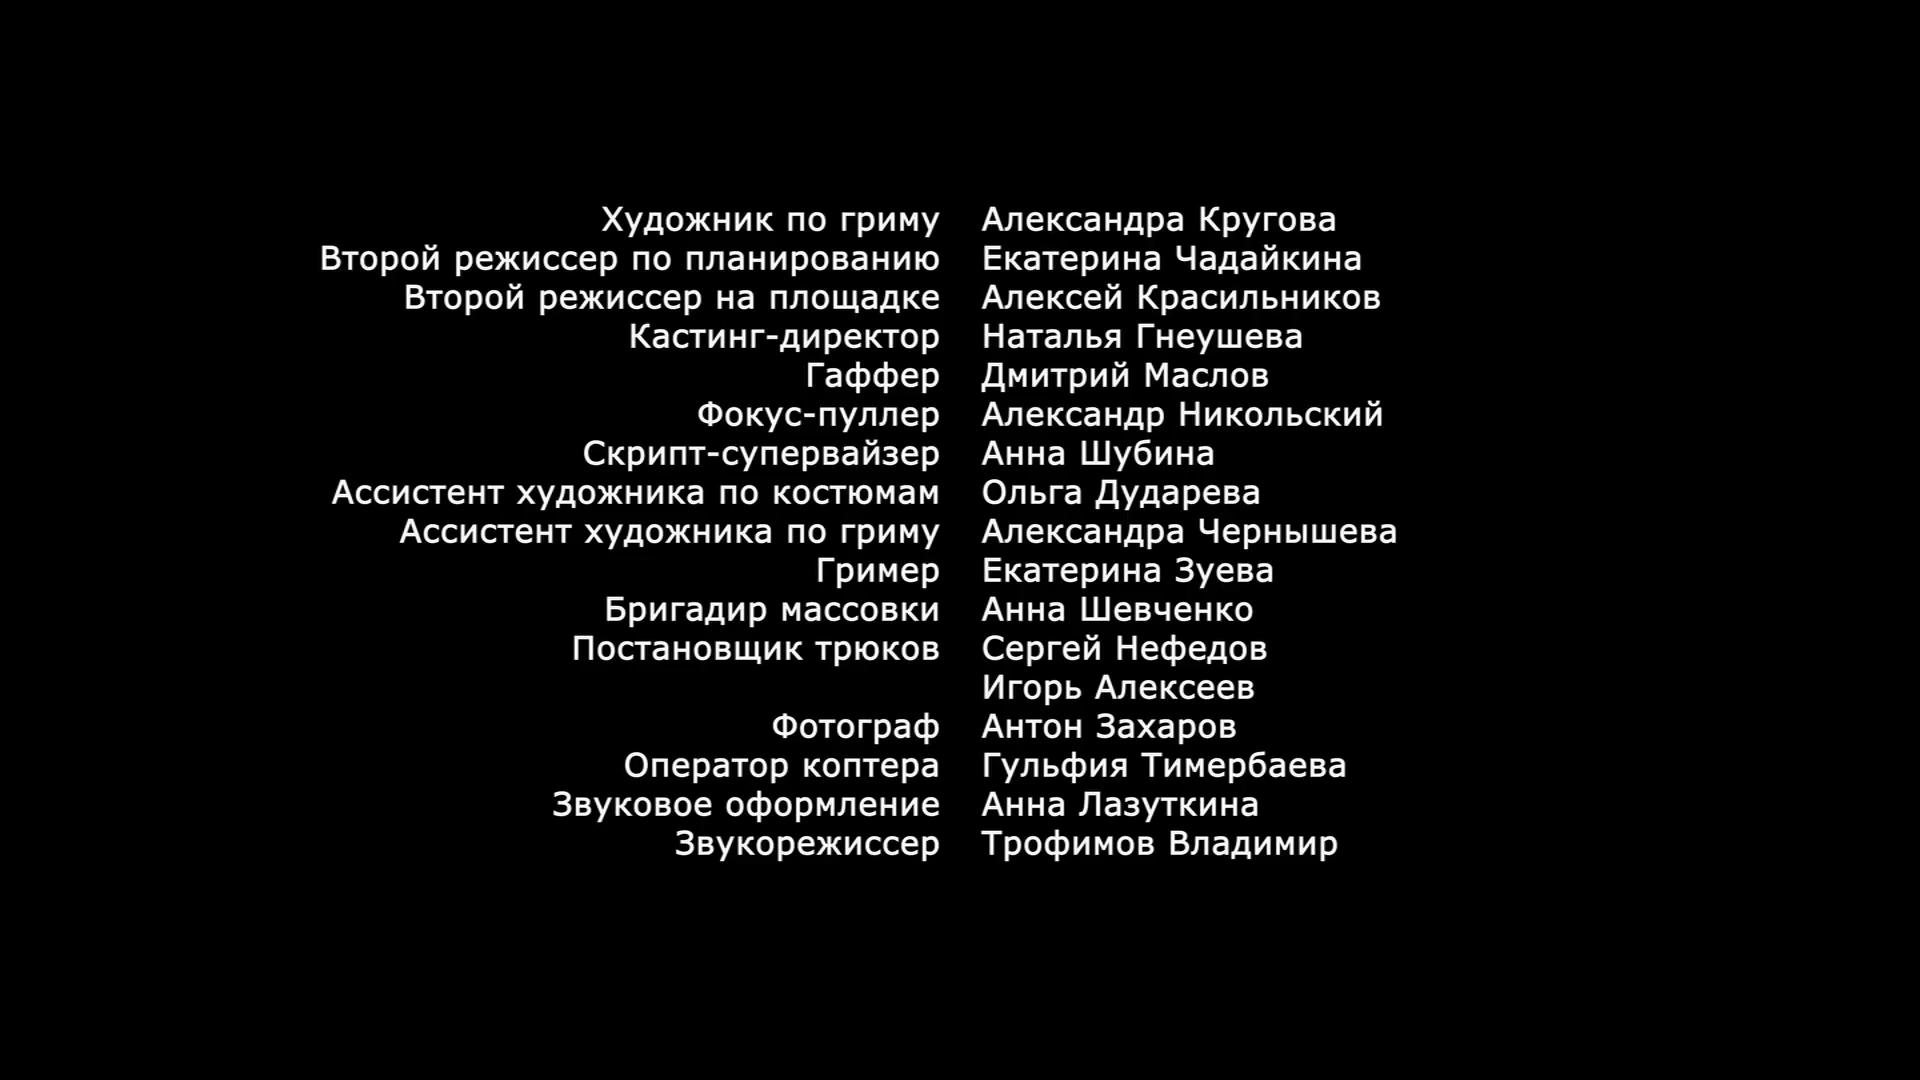 Художник по гриму Александра Кругова
Второй режиссер по планированию Екатерина Чадайкина
Второй режиссер на площадке Алексей Красильников
Кастинг-директор Наталья Гнеушева
Гаффер Дмитрий Маслов
Фокус-пуллер Александр Никольский
Скрипт-супервайзер Анна Шубина
Ассистент художника по костюмам Ольга Дударева
Ассистент художника по гриму Александра Чернышева
Гример Екатерина Зуева
Бригадир массовки Анна Шевченко
Постановщик трюков Сергей Нефедов
Игорь Алексеев
Фотограф Антон Захаров
Оператор коптера Гульфия Тимербаева
Звуковое оформление Анна Лазуткина
Звукорежиссер Трофимов Владимир